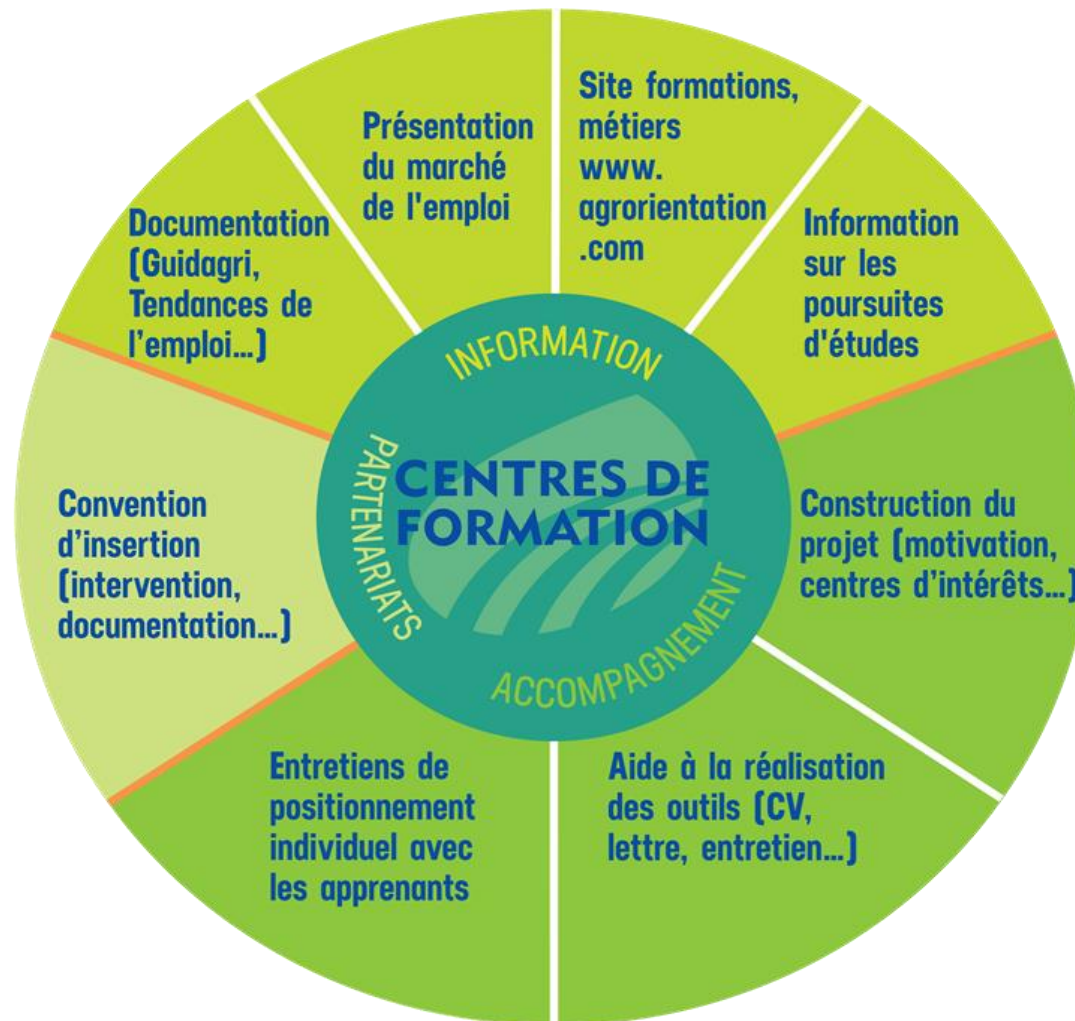 Site formations,
métiers
www.
agrorientation
.com
Présentation
du marché
de l'emploi
Documentation
(Guidagri,
Tendances de
l’emploi...)
Information
sur les
poursuites
d'études
INFORMATION
PARTENARIATS
CENTRES DE
FORMATION
ACCOMPAGNEMENT
Convention
d’insertion
(intervention,
documentation...)
Construction du
projet (motivation,
centres d’intérêts...)
Entretiens de
positionnement
individuel avec
les apprenants
Aide à la réalisation
des outils (CV,
lettre, entretien...)